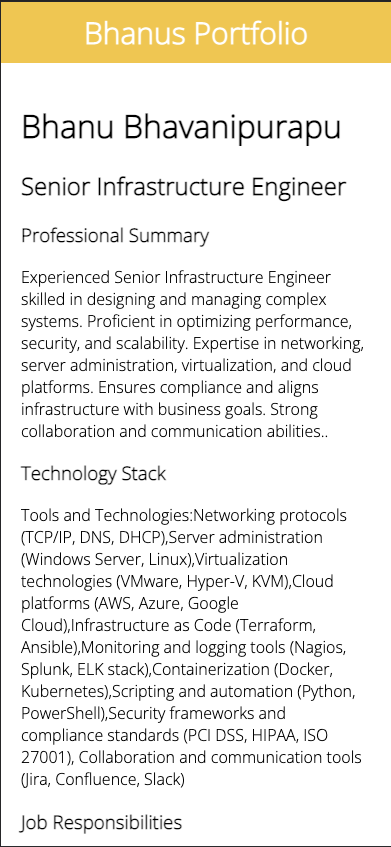 Bhanus Portfolio
Bhanu Bhavanipurapu
Senior Infrastructure Engineer
Professional Summary
Experienced Senior Infrastructure Engineer
skilled in designing and managing complex
systems. Proficient in optimizing performance,
security, and scalability. Expertise in networking,
server administration, virtualization, and cloud
platforms. Ensures compliance and aligns
infrastructure with business goals. Strong
collaboration and communication abilities..
Technology Stack
Tools and Technologies:Networking protocols
(TCP/IP, DNS, DHCP),Server administration
(Windows Server, Linux),Virtualization
technologies (VMware, Hyper-V, KVM),Cloud
platforms (AWS, Azure, Google
Cloud),Infrastructure as Code (Terraform,
Ansible),Monitoring and logging tools (Nagios,
Splunk, ELK stack),Containerization (Docker,
Kubernetes),Scripting and automation (Python,
PowerShell),Security frameworks and
compliance standards (PCI DSS, HIPAA, ISO
27001), Collaboration and communication tools
(Jira, Confluence, Slack)
Job Responsibilities